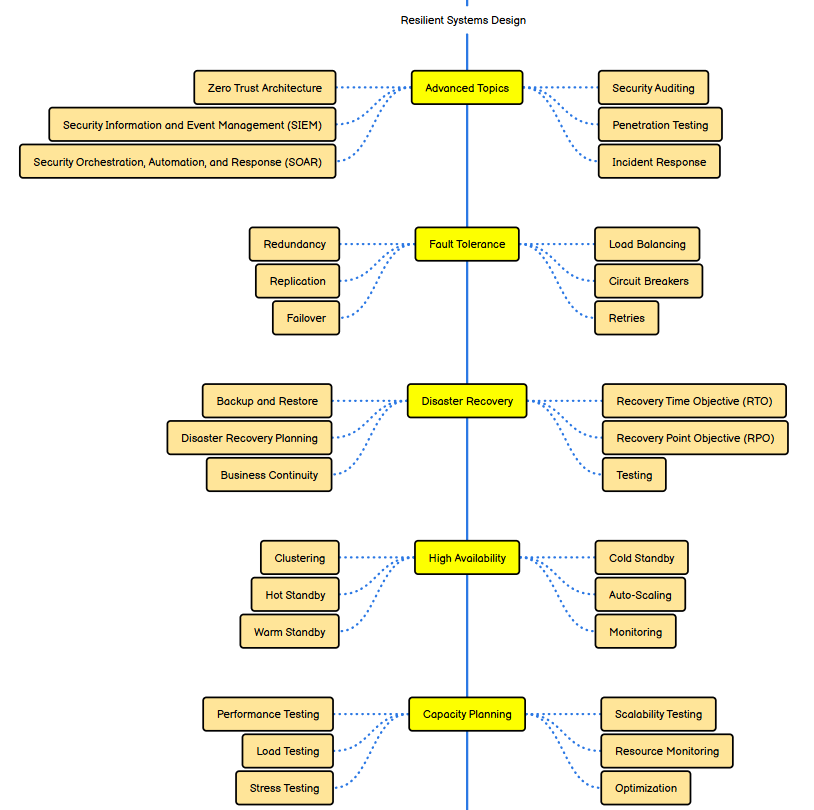 Resilient Systems Design
Advanced Topics
Zero Trust Architecture
Security Information and Event Management (SIEM)
Security Orchestration, Automation, and Response (SOAR)
Security Auditing
Penetration Testing
Incident Response
Fault Tolerance
Redundancy
Replication
Failover
Load Balancing
Circuit Breakers
Retries
Disaster Recovery
Backup and Restore
Disaster Recovery Planning
Business Continuity
Recovery Time Objective (RTO)
Recovery Point Objective (RPO)
Testing
High Availability
Clustering
Hot Standby
Warm Standby
Cold Standby
Auto-Scaling
Monitoring
Capacity Planning
Performance Testing
Load Testing
Stress Testing
Scalability Testing
Resource Monitoring
Optimization